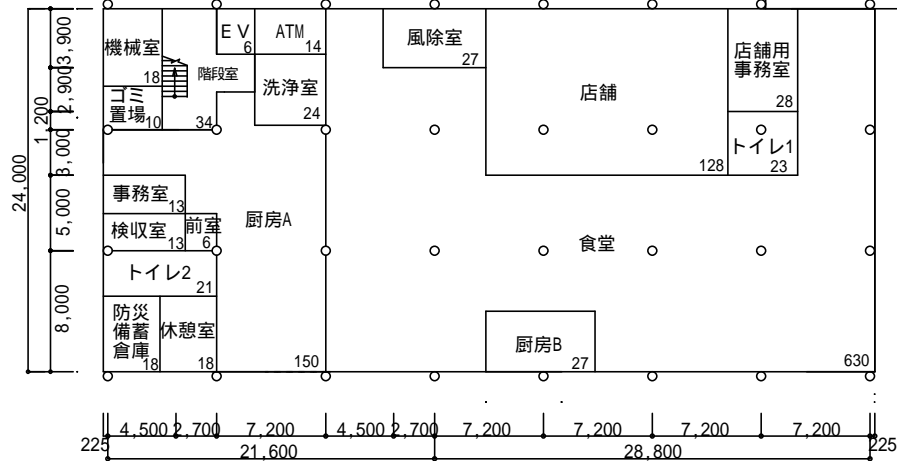 機械室
18
ゴミ
置場
10
階段室
34
ＥＶ
6
ATM
14
洗浄室
24
風除室
27
店舗
128
店舗用
事務室
28
トイレ1
23
事務室
13
検収室
13
前室
6
厨房A
150
トイレ2
21
防災
備蓄
倉庫
18
休憩室
18
食堂
630
厨房B
27
3,900
2,900
1,200
3,000
5,000
8,000
24,000
225
4,500
2,700
7,200
4,500
2,700
7,200
7,200
7,200
7,200
225
21,600
28,800